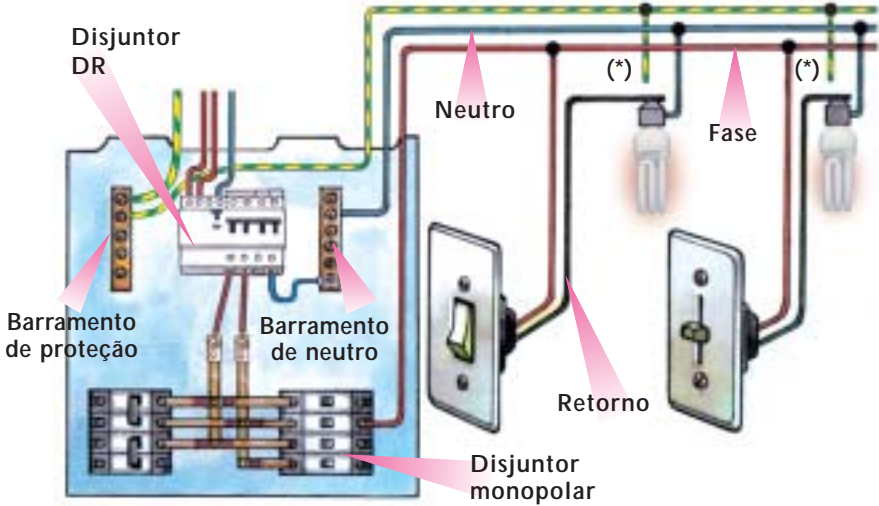 Disjuntor
DR
(*)
(*)
Neutro
Fase
Barramento
de proteção
Barramento
de neutro
Retorno
Disjuntor
monopolar